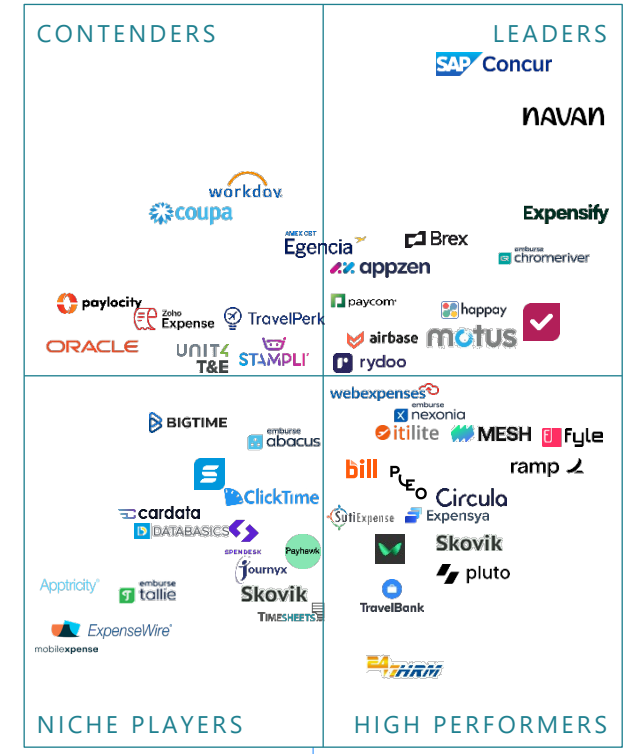 CONTENDERS
LEADERS
SAP Concur
NAVAN
workday
coupa
Expensify
AMEX GBT
Egencia
Brex
emburse
chromeriver
appzen
paylocity
Zoho
Expense
TravelPerk
paycom
happay
ORACLE
UNIT4
T&E
STAMPLI
airbase
motus
rydoo
webexpenses
emburse
nexonia
BIGTIME
emburse
abacus
itilite
MESH
Fyle
bill
PLEO
ramp
ClickTime
Circula
cardata
DATABASICS
SPENDESK
SutiExpense
Expensya
Payhawk
Skovik
journyx
pluto
Apptricity
emburse
tallie
Skovik
TravelBank
TIMESHEETS
ExpenseWire
mobilexpense
247HRM
NICHE PLAYERS
HIGH PERFORMERS